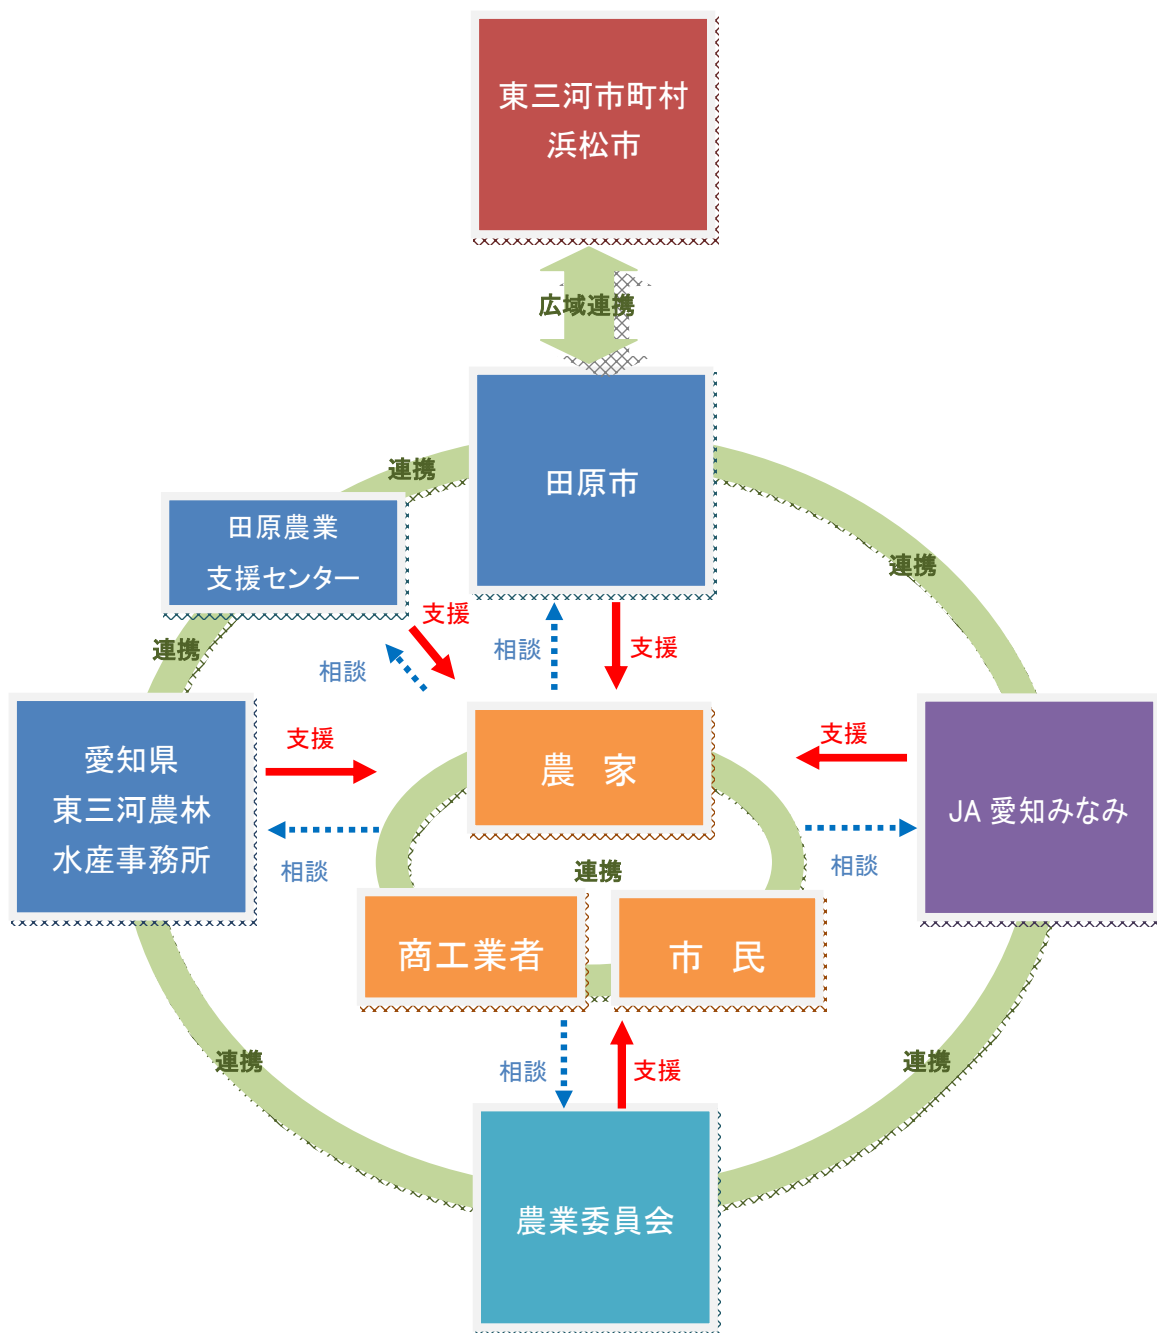 東三河市町村
浜松市
広域連携
連携
田原市
田原農業
支援センター
連携
支援
相談
支援
連携
相談
愛知県
東三河農林
水産事務所
支援
相談
農　家
支援
JA 愛知みなみ
相談
連携
商工業者
市　民
連携
相談
支援
連携
農業委員会